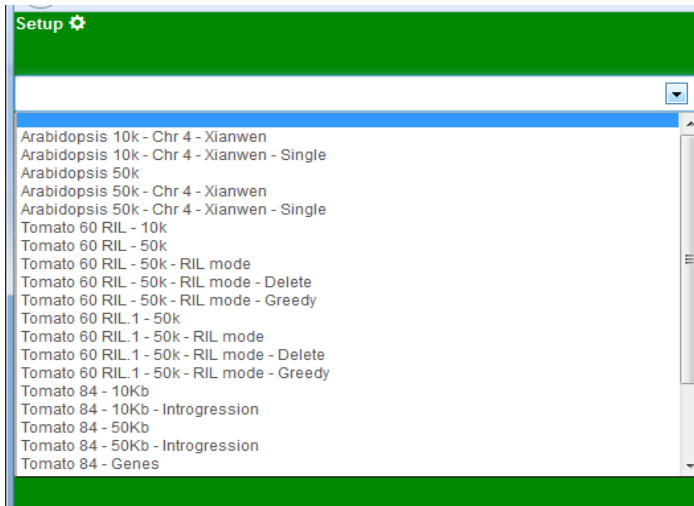 Setup
Arabidopsis 10k - Chr 4 - Xianwen
Arabidopsis 10k - Chr 4 - Xianwen - Single
Arabidopsis 50k
Arabidopsis 50k - Chr 4 - Xianwen
Arabidopsis 50k - Chr 4 - Xianwen - Single
Tomato 60 RIL - 10k
Tomato 60 RIL - 50k
Tomato 60 RIL - 50k - RIL mode
Tomato 60 RIL - 50k - RIL mode - Delete
Tomato 60 RIL - 50k - RIL mode - Greedy
Tomato 60 RIL.1 - 50k
Tomato 60 RIL.1 - 50k - RIL mode
Tomato 60 RIL.1 - 50k - RIL mode - Delete
Tomato 60 RIL.1 - 50k - RIL mode - Greedy
Tomato 84 - 10Kb
Tomato 84 - 10Kb - Introgression
Tomato 84 - 50Kb
Tomato 84 - 50Kb - Introgression
Tomato 84 - Genes